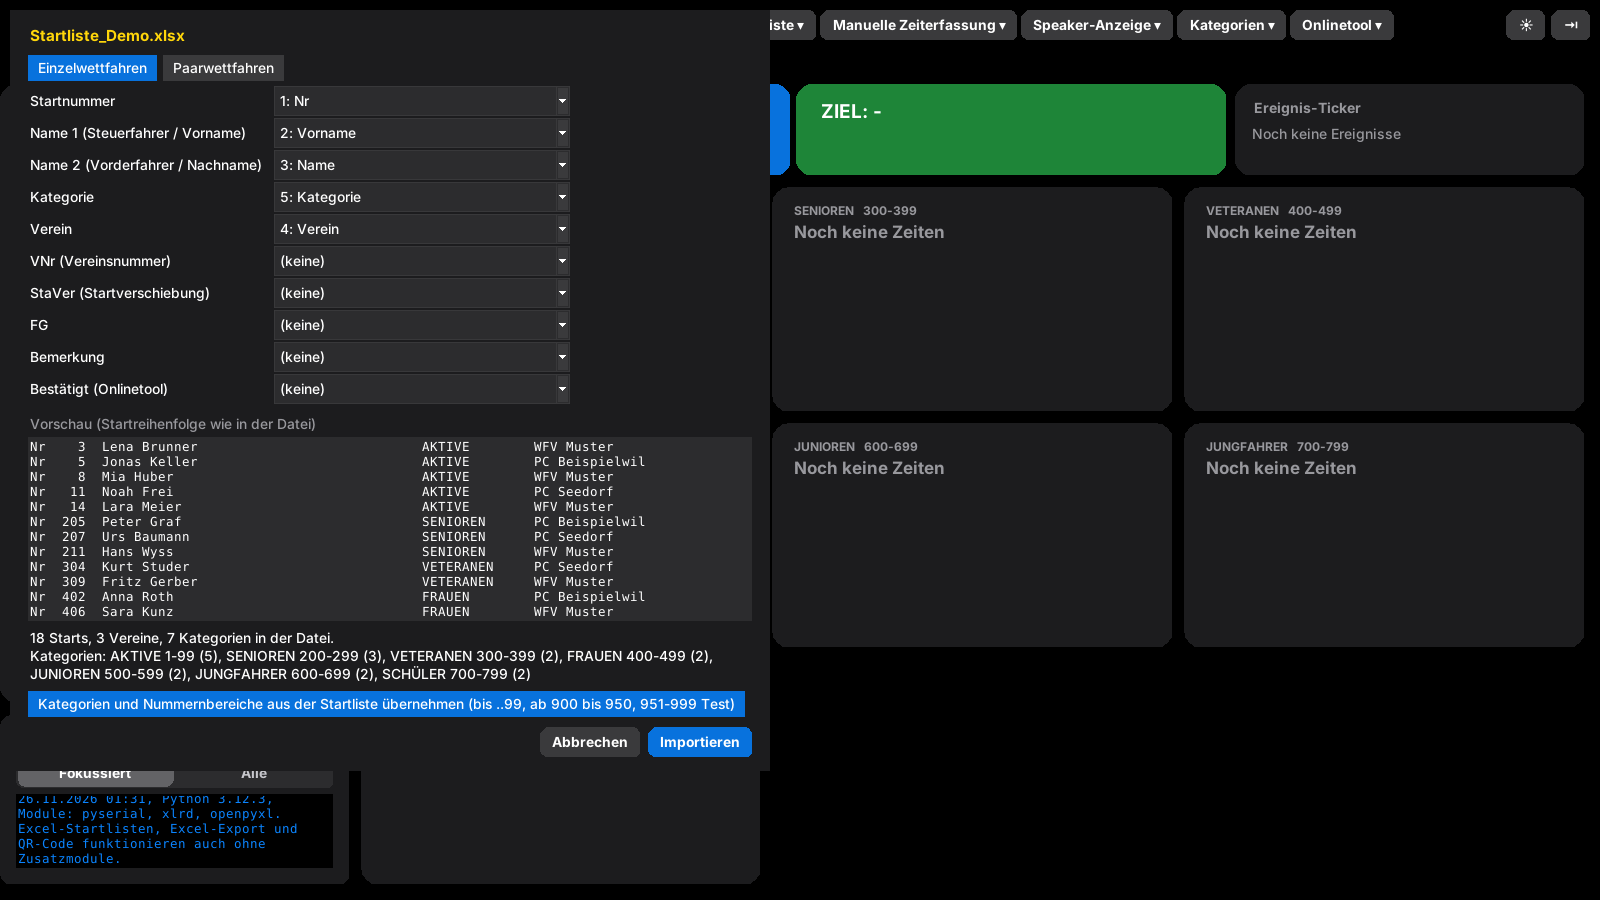 Startliste_Demo.xlsx
Einzelwettfahren Paarwettfahren
Startnummer 1: Nr
Name 1 (Steuerfahrer / Vorname) 2: Vorname
Name 2 (Vorderfahrer / Nachname) 3: Name
Kategorie 5: Kategorie
Verein 4: Verein
VNr (Vereinsnummer) (keine)
StaVer (Startverschiebung) (keine)
FG (keine)
Bemerkung (keine)
Bestätigt (Onlinetool) (keine)
Vorschau (Startreihenfolge wie in der Datei)
Nr 3 Lena Brunner AKTIVE WFV Muster
Nr 5 Jonas Keller AKTIVE PC Beispielwil
Nr 8 Mia Huber AKTIVE WFV Muster
Nr 11 Noah Frei AKTIVE PC Seedorf
Nr 14 Lara Meier AKTIVE WFV Muster
Nr 205 Peter Graf SENIOREN PC Beispielwil
Nr 207 Urs Baumann SENIOREN PC Seedorf
Nr 211 Hans Wyss SENIOREN WFV Muster
Nr 304 Kurt Studer VETERANEN PC Seedorf
Nr 309 Fritz Gerber VETERANEN WFV Muster
Nr 402 Anna Roth FRAUEN PC Beispielwil
Nr 406 Sara Kunz FRAUEN WFV Muster
18 Starts, 3 Vereine, 7 Kategorien in der Datei.
Kategorien: AKTIVE 1-99 (5), SENIOREN 200-299 (3), VETERANEN 300-399 (2), FRAUEN 400-499 (2),
JUNIOREN 500-599 (2), JUNGFAHRER 600-699 (2), SCHÜLER 700-799 (2)
Kategorien und Nummernbereiche aus der Startliste übernehmen (bis ..99, ab 900 bis 950, 951-999 Test)
Abbrechen Importieren
Fokussiert Alle
26.11.2026 01:31, Python 3.12.3,
Module: pyserial, xlrd, openpyxl.
Excel-Startlisten, Excel-Export und
QR-Code funktionieren auch ohne
Zusatzmodule.
iste ▾ Manuelle Zeiterfassung ▾ Speaker-Anzeige ▾ Kategorien ▾ Onlinetool ▾
ZIEL: -
Ereignis-Ticker
Noch keine Ereignisse
SENIOREN 300-399
Noch keine Zeiten
VETERANEN 400-499
Noch keine Zeiten
JUNIOREN 600-699
Noch keine Zeiten
JUNGFAHRER 700-799
Noch keine Zeiten